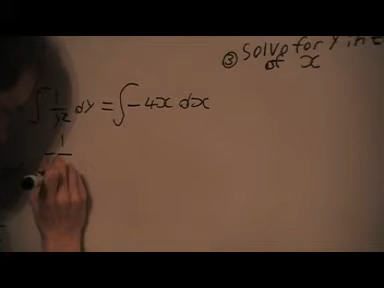 ③ Solve for y in t
of x
∫ 1/y2 dy = ∫ - 4x dx
- 1